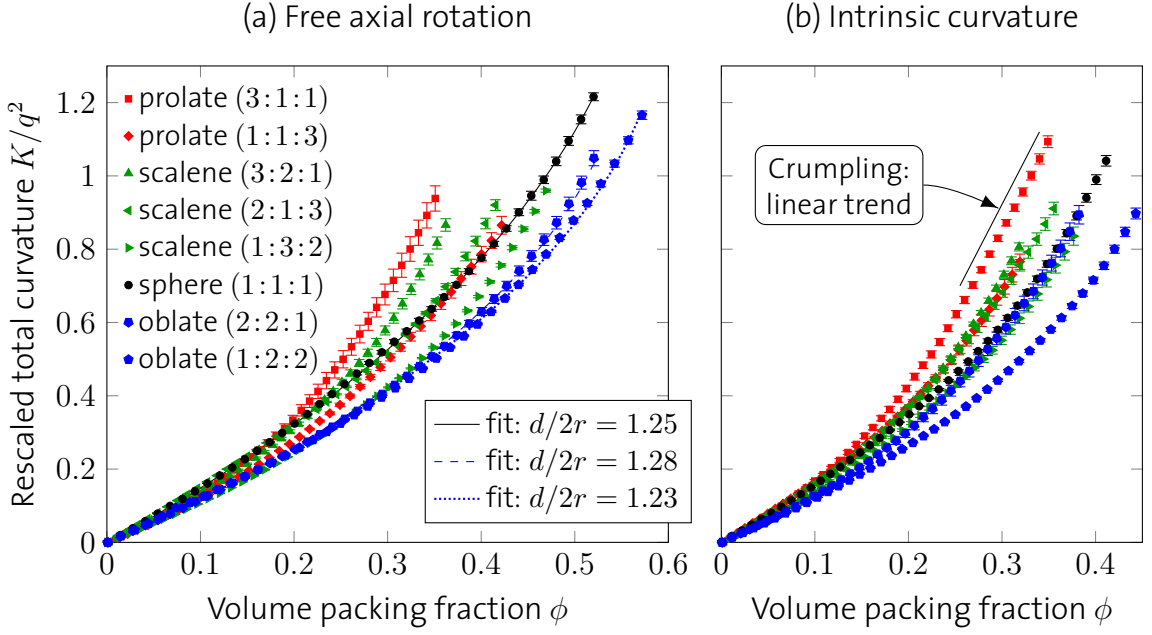 (a) Free axial rotation
(b) Intrinsic curvature
Rescaled total curvature K/q²
1.2
1
0.8
0.6
0.4
0.2
0
prolate (3:1:1)
prolate (1:1:3)
scalene (3:2:1)
scalene (2:1:3)
scalene (1:3:2)
sphere (1:1:1)
oblate (2:2:1)
oblate (1:2:2)
fit: d/2r = 1.25
fit: d/2r = 1.28
fit: d/2r = 1.23
0 0.1 0.2 0.3 0.4 0.5 0.6
Volume packing fraction ϕ
Crumpling:
linear trend
0 0.1 0.2 0.3 0.4
Volume packing fraction ϕ